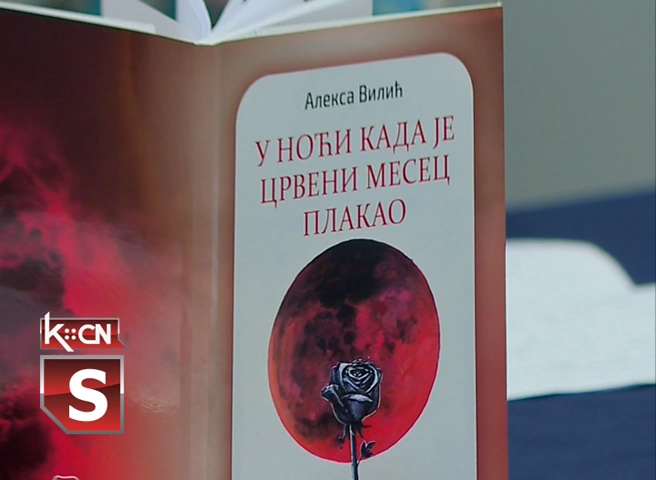 Алекса Вилић
У НОЋИ КАДА ЈЕ
ЦРВЕНИ МЕСЕЦ
ПЛАКАО
K::CN
S